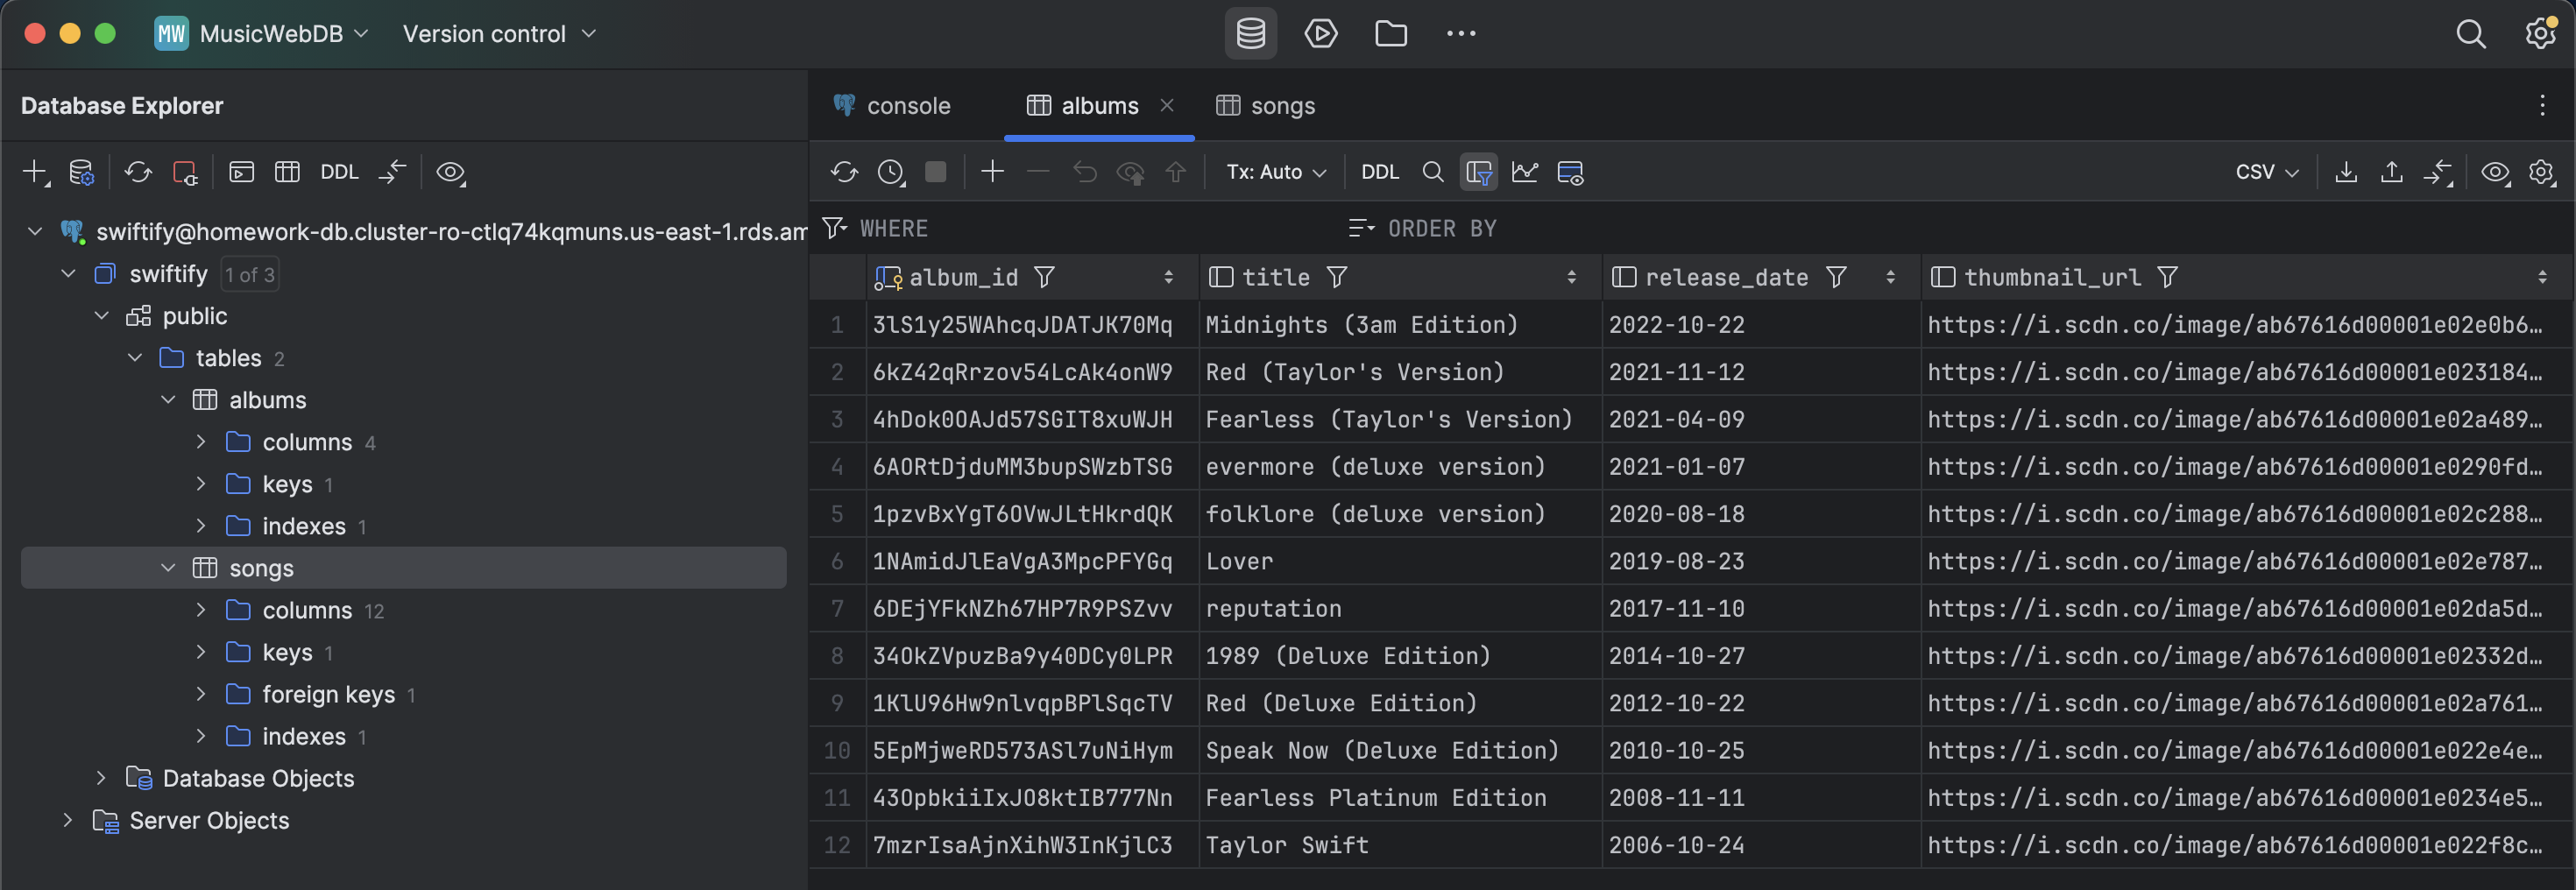 MW MusicWebDB Version control
Database Explorer
console albums songs
DDL
Tx: Auto DDL CSV
swiftify@homework-db.cluster-ro-ctlq74kqmuns.us-east-1.rds.am
WHERE ORDER BY
swiftify 1 of 3
public
tables 2
albums
columns 4
keys 1
indexes 1
songs
columns 12
keys 1
foreign keys 1
indexes 1
Database Objects
Server Objects
album_id title release_date thumbnail_url
1 3lS1y25WAhcqJDATJK70Mq Midnights (3am Edition) 2022-10-22 https://i.scdn.co/image/ab67616d00001e02e0b6…
2 6kZ42qRrzov54LcAk4onW9 Red (Taylor's Version) 2021-11-12 https://i.scdn.co/image/ab67616d00001e023184…
3 4hDok0OAJd57SGIT8xuWJH Fearless (Taylor's Version) 2021-04-09 https://i.scdn.co/image/ab67616d00001e02a489…
4 6AORtDjduMM3bupSWzbTSG evermore (deluxe version) 2021-01-07 https://i.scdn.co/image/ab67616d00001e0290fd…
5 1pzvBxYgT6OVwJLtHkrdQK folklore (deluxe version) 2020-08-18 https://i.scdn.co/image/ab67616d00001e02c288…
6 1NAmidJlEaVgA3MpcPFYGq Lover 2019-08-23 https://i.scdn.co/image/ab67616d00001e02e787…
7 6DEjYFkNZh67HP7R9PSZvv reputation 2017-11-10 https://i.scdn.co/image/ab67616d00001e02da5d…
8 34OkZVpuzBa9y40DCy0LPR 1989 (Deluxe Edition) 2014-10-27 https://i.scdn.co/image/ab67616d00001e02332d…
9 1KlU96Hw9nlvqpBPlSqcTV Red (Deluxe Edition) 2012-10-22 https://i.scdn.co/image/ab67616d00001e02a761…
10 5EpMjweRD573ASl7uNiHym Speak Now (Deluxe Edition) 2010-10-25 https://i.scdn.co/image/ab67616d00001e022e4e…
11 43OpbkiiIxJO8ktIB777Nn Fearless Platinum Edition 2008-11-11 https://i.scdn.co/image/ab67616d00001e0234e5…
12 7mzrIsaAjnXihW3InKjlC3 Taylor Swift 2006-10-24 https://i.scdn.co/image/ab67616d00001e022f8c…